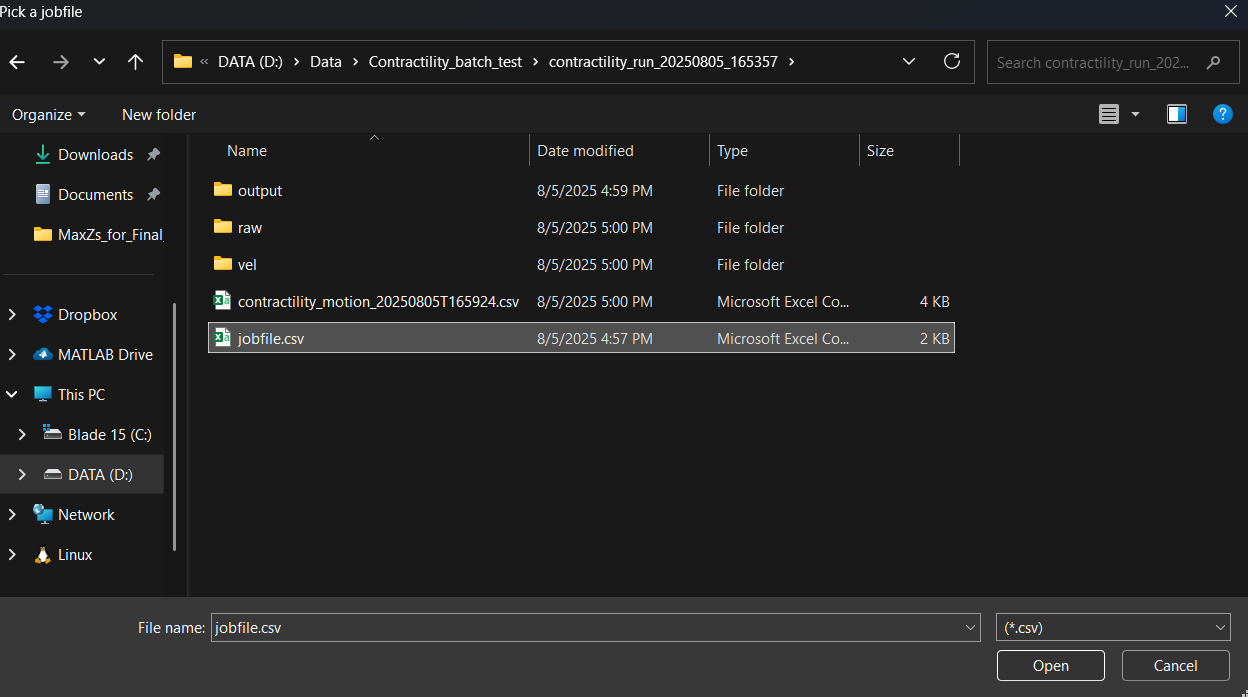 Pick a jobfile
« DATA (D:) › Data › Contractility_batch_test › contractility_run_20250805_165357 ›
Search contractility_run_202...
Organize
New folder
?
Downloads
Documents
MaxZs_for_Final_
Dropbox
MATLAB Drive
This PC
Blade 15 (C:)
DATA (D:)
Network
Linux
Name Date modified Type Size
output 8/5/2025 4:59 PM File folder
raw 8/5/2025 5:00 PM File folder
vel 8/5/2025 5:00 PM File folder
contractility_motion_20250805T165924.csv 8/5/2025 5:00 PM Microsoft Excel Co... 4 KB
jobfile.csv 8/5/2025 4:57 PM Microsoft Excel Co... 2 KB
File name: jobfile.csv (*.csv)
Open Cancel